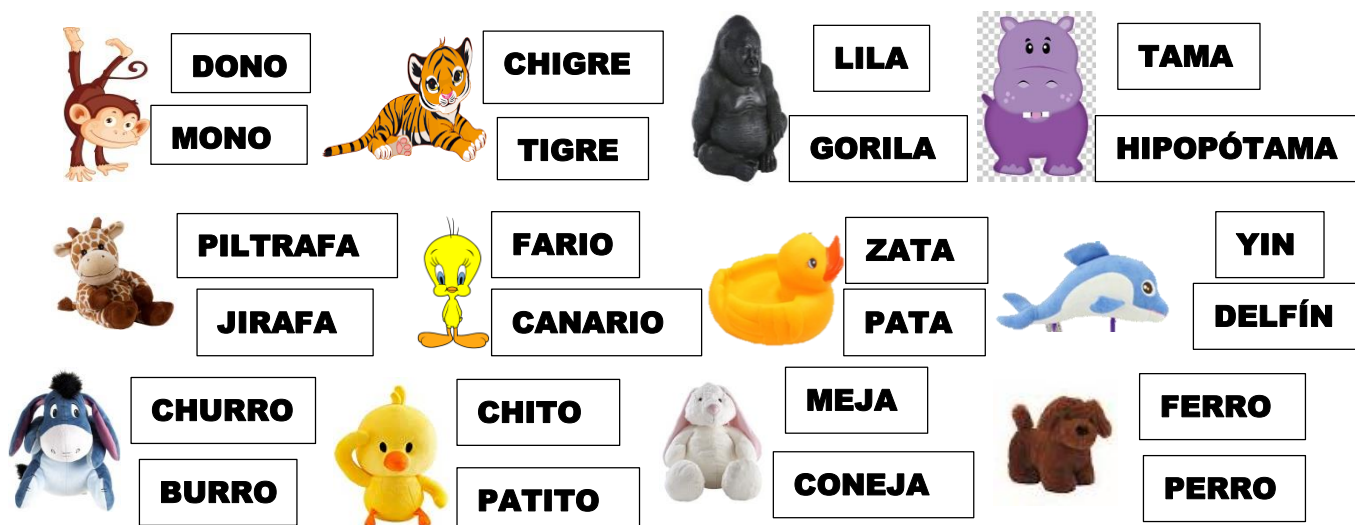 DONO
MONO
CHIGRE
TIGRE
LILA
GORILA
TAMA
HIPOPÓTAMA
PILTRAFA
JIRAFA
FARIO
CANARIO
ZATA
PATA
YIN
DELFÍN
CHURRO
BURRO
CHITO
PATITO
MEJA
CONEJA
FERRO
PERRO